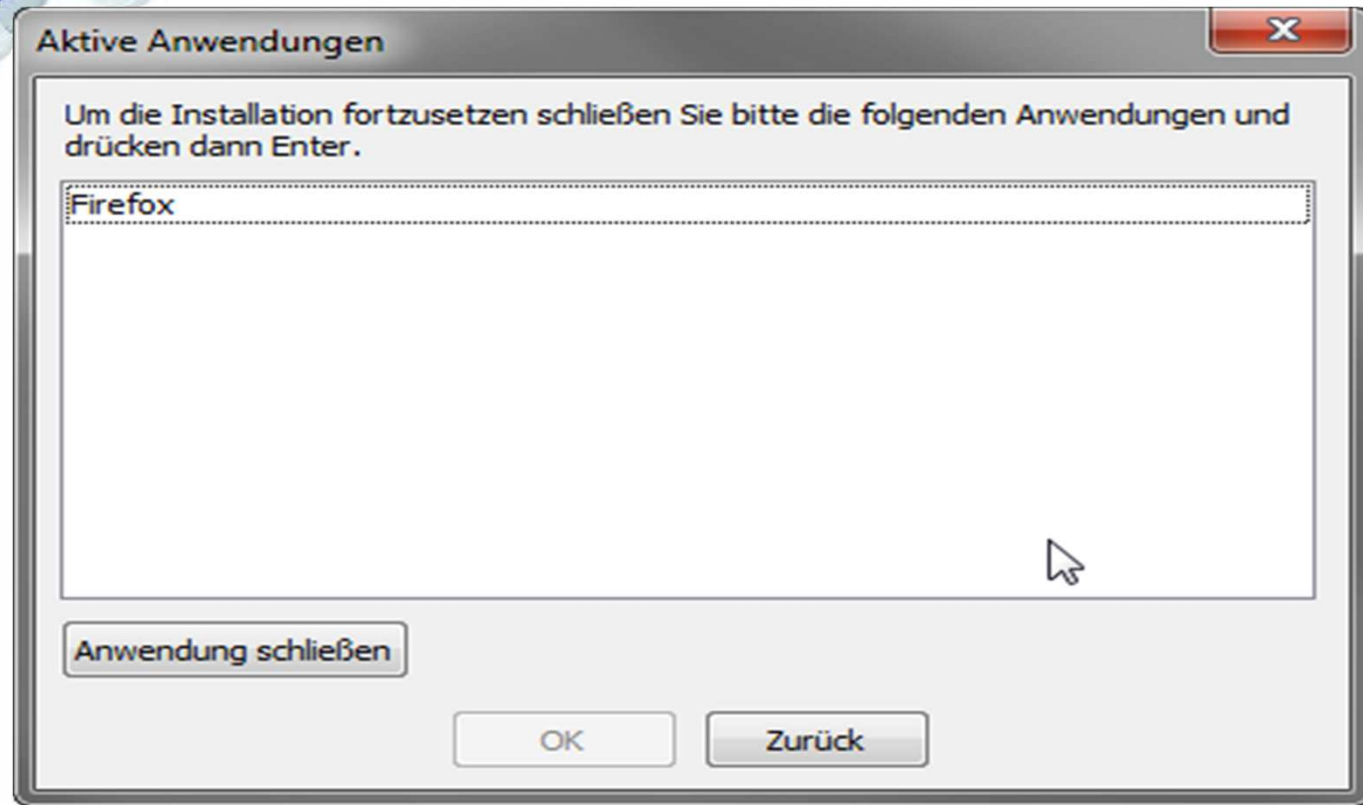 Aktive Anwendungen
Um die Installation fortzusetzen schließen Sie bitte die folgenden Anwendungen und
drücken dann Enter.
Firefox
Anwendung schließen
OK
Zurück